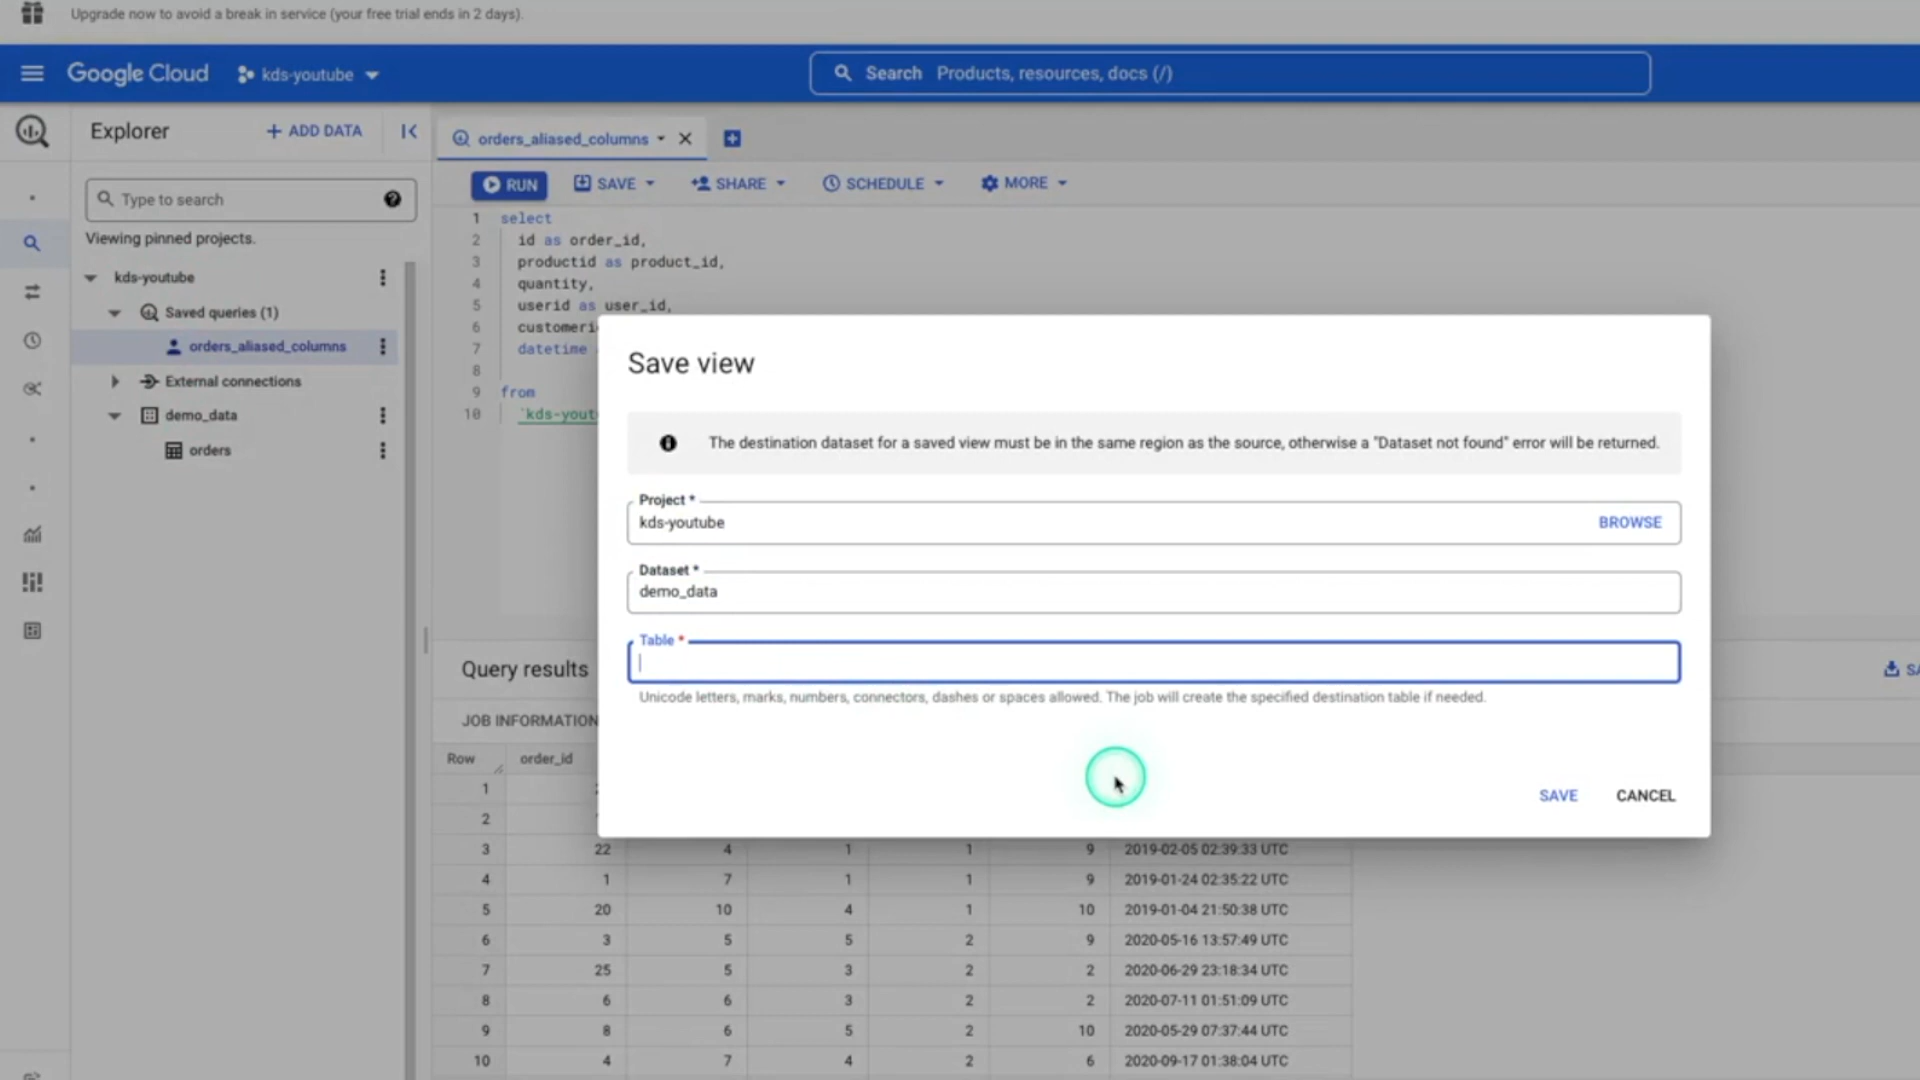 Upgrade now to avoid a break in service (your free trial ends in 2 days).
Google Cloud
kds-youtube
Search Products, resources, docs (/)
Explorer
+ ADD DATA
Type to search
Viewing pinned projects.
kds-youtube
Saved queries (1)
orders_aliased_columns
External connections
demo_data
orders
orders_aliased_columns
RUN
SAVE
SHARE
SCHEDULE
MORE
1 select
2 id as order_id,
3 productid as product_id,
4 quantity,
5 userid as user_id,
6
7 datetime
8
9 from
10
Save view
The destination dataset for a saved view must be in the same region as the source, otherwise a "Dataset not found" error will be returned.
Project *
kds-youtube
BROWSE
Dataset *
demo_data
Table *
Unicode letters, marks, numbers, connectors, dashes or spaces allowed. The job will create the specified destination table if needed.
SAVE
CANCEL
Query results
JOB INFORMATION
Row order_id
1
2
3 22 4 1 1 9 2019-02-05 02:39:33 UTC
4 1 7 1 1 9 2019-01-24 02:35:22 UTC
5 20 10 4 1 10 2019-01-04 21:50:38 UTC
6 3 5 5 2 9 2020-05-16 13:57:49 UTC
7 25 5 3 2 2 2020-06-29 23:18:34 UTC
8 6 6 3 2 2 2020-07-11 01:51:09 UTC
9 8 6 5 2 10 2020-05-29 07:37:44 UTC
10 4 7 4 2 6 2020-09-17 01:38:04 UTC